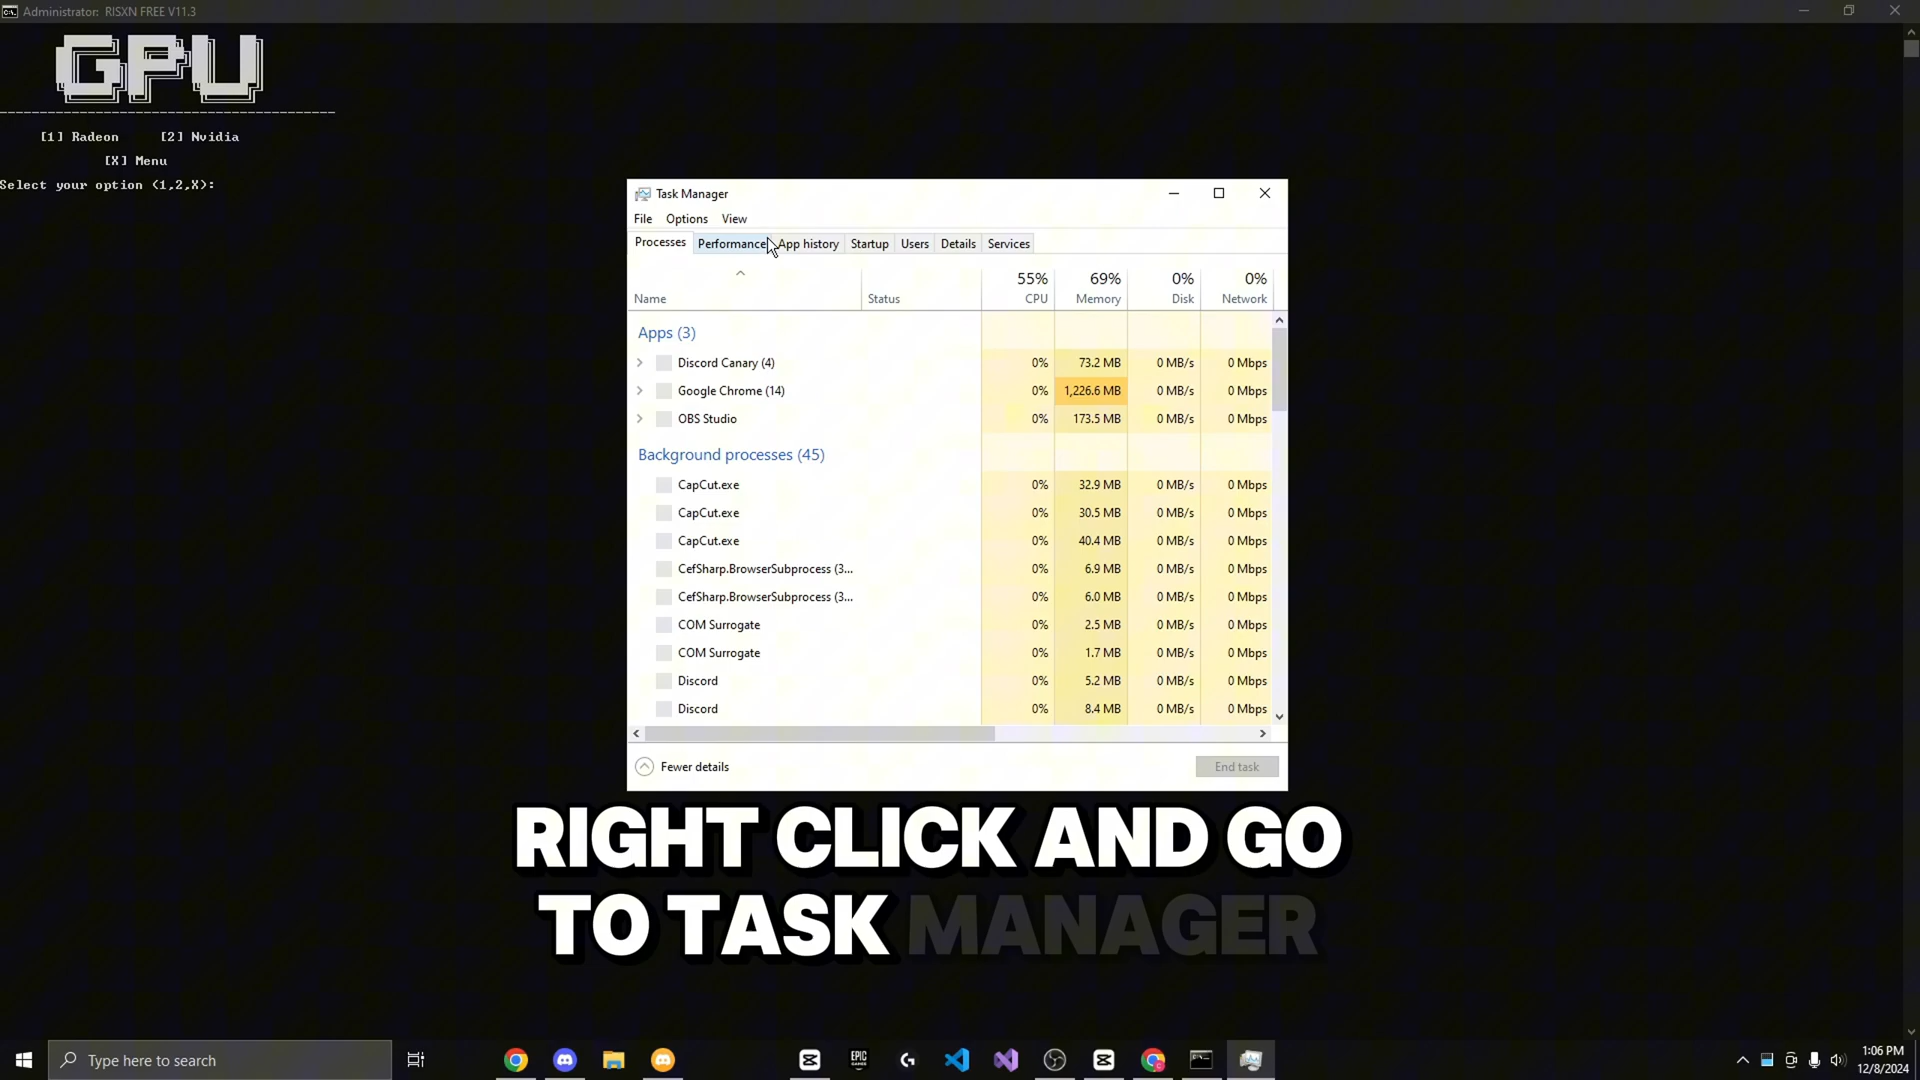 Administrator: RISXN FREE V11.3
GPU
[1] Radeon [2] Nvidia
[X] Menu
Select your option (1,2,X):
Task Manager
File Options View
Processes Performance App history Startup Users Details Services
55% 69% 0% 0%
Name Status CPU Memory Disk Network
Apps (3)
Discord Canary (4) 0% 73.2 MB 0 MB/s 0 Mbps
Google Chrome (14) 0% 1,226.6 MB 0 MB/s 0 Mbps
OBS Studio 0% 173.5 MB 0 MB/s 0 Mbps
Background processes (45)
CapCut.exe 0% 32.9 MB 0 MB/s 0 Mbps
CapCut.exe 0% 30.5 MB 0 MB/s 0 Mbps
CapCut.exe 0% 40.4 MB 0 MB/s 0 Mbps
CefSharp.BrowserSubprocess (3... 0% 6.9 MB 0 MB/s 0 Mbps
CefSharp.BrowserSubprocess (3... 0% 6.0 MB 0 MB/s 0 Mbps
COM Surrogate 0% 2.5 MB 0 MB/s 0 Mbps
COM Surrogate 0% 1.7 MB 0 MB/s 0 Mbps
Discord 0% 5.2 MB 0 MB/s 0 Mbps
Discord 0% 8.4 MB 0 MB/s 0 Mbps
Fewer details End task
RIGHT CLICK AND GO
TO TASK MANAGER
Type here to search
EPIC GAMES
1:06 PM
12/8/2024